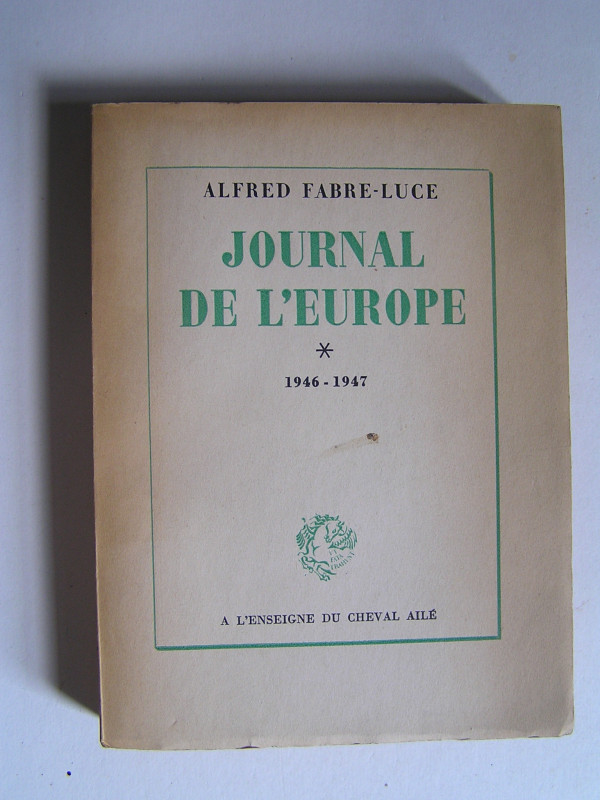 ALFRED FABRE-LUCE
JOURNAL
DE L'EUROPE
*
1946 - 1947
A L'ENSEIGNE DU CHEVAL AILÉ